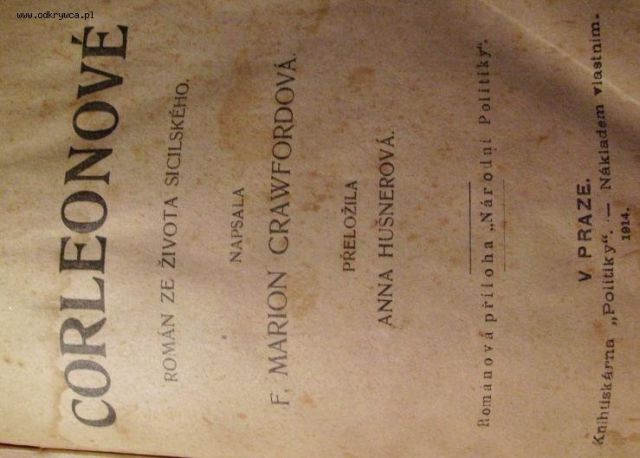 www.odkrywca.pl
CORLEONOVÉ
ROMÁN ZE ŽIVOTA SICILSKÉHO.
NAPSALA
F. MARION CRAWFORDOVÁ.
PŘELOŽILA
ANNA HUŠNEROVÁ.
Románová příloha „Národní Politiky“.
V PRAZE.
Knihtiskárna „Politiky“. — Nákladem vlastním.
1914.